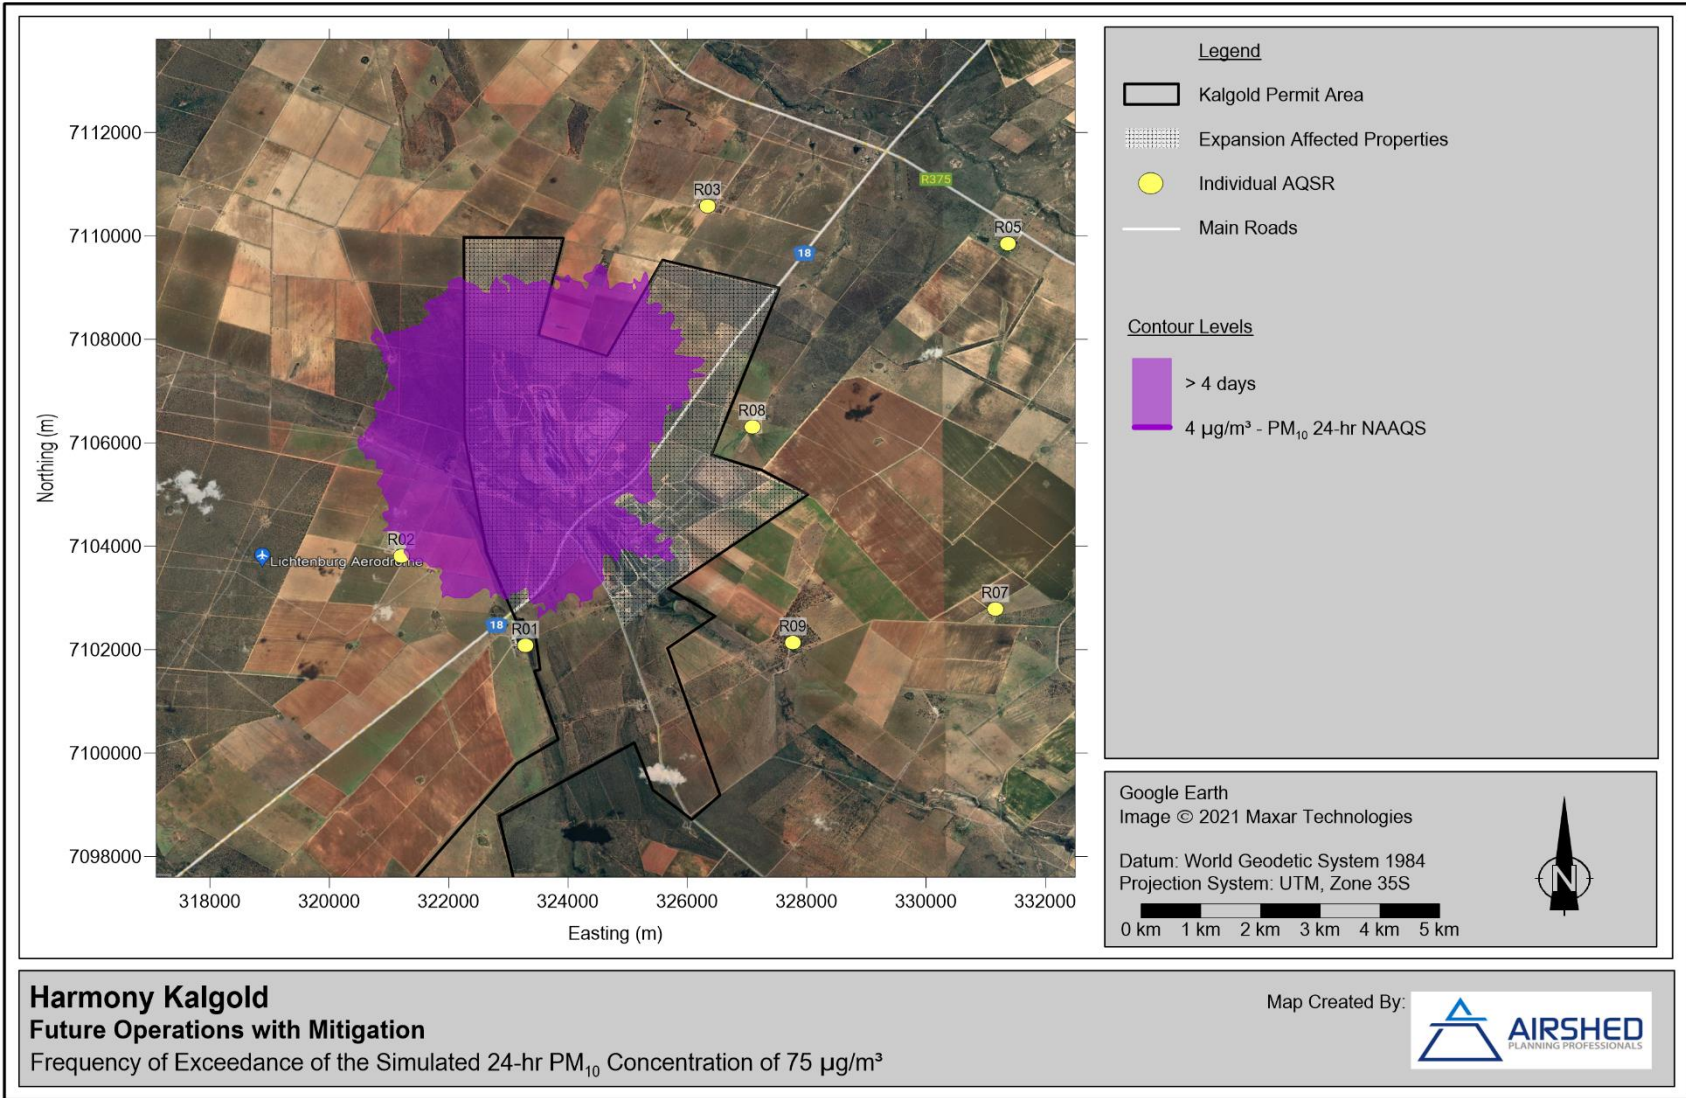 Legend
Kalgold Permit Area
Expansion Affected Properties
Individual AQSR
Main Roads
Contour Levels
> 4 days
4 µg/m³ - PM₁₀ 24-hr NAAQS
Northing (m)
7112000
7110000
7108000
7106000
7104000
7102000
7100000
7098000
R375
R03
R05
18
R08
R02
Lichtenburg Aerodrome
R07
18
R01
R09
318000 320000 322000 324000 326000 328000 330000 332000
Easting (m)
Google Earth
Image © 2021 Maxar Technologies
Datum: World Geodetic System 1984
Projection System: UTM, Zone 35S
N
0 km 1 km 2 km 3 km 4 km 5 km
Harmony Kalgold
Future Operations with Mitigation
Frequency of Exceedance of the Simulated 24-hr PM₁₀ Concentration of 75 µg/m³
Map Created By:
AIRSHED
PLANNING PROFESSIONALS